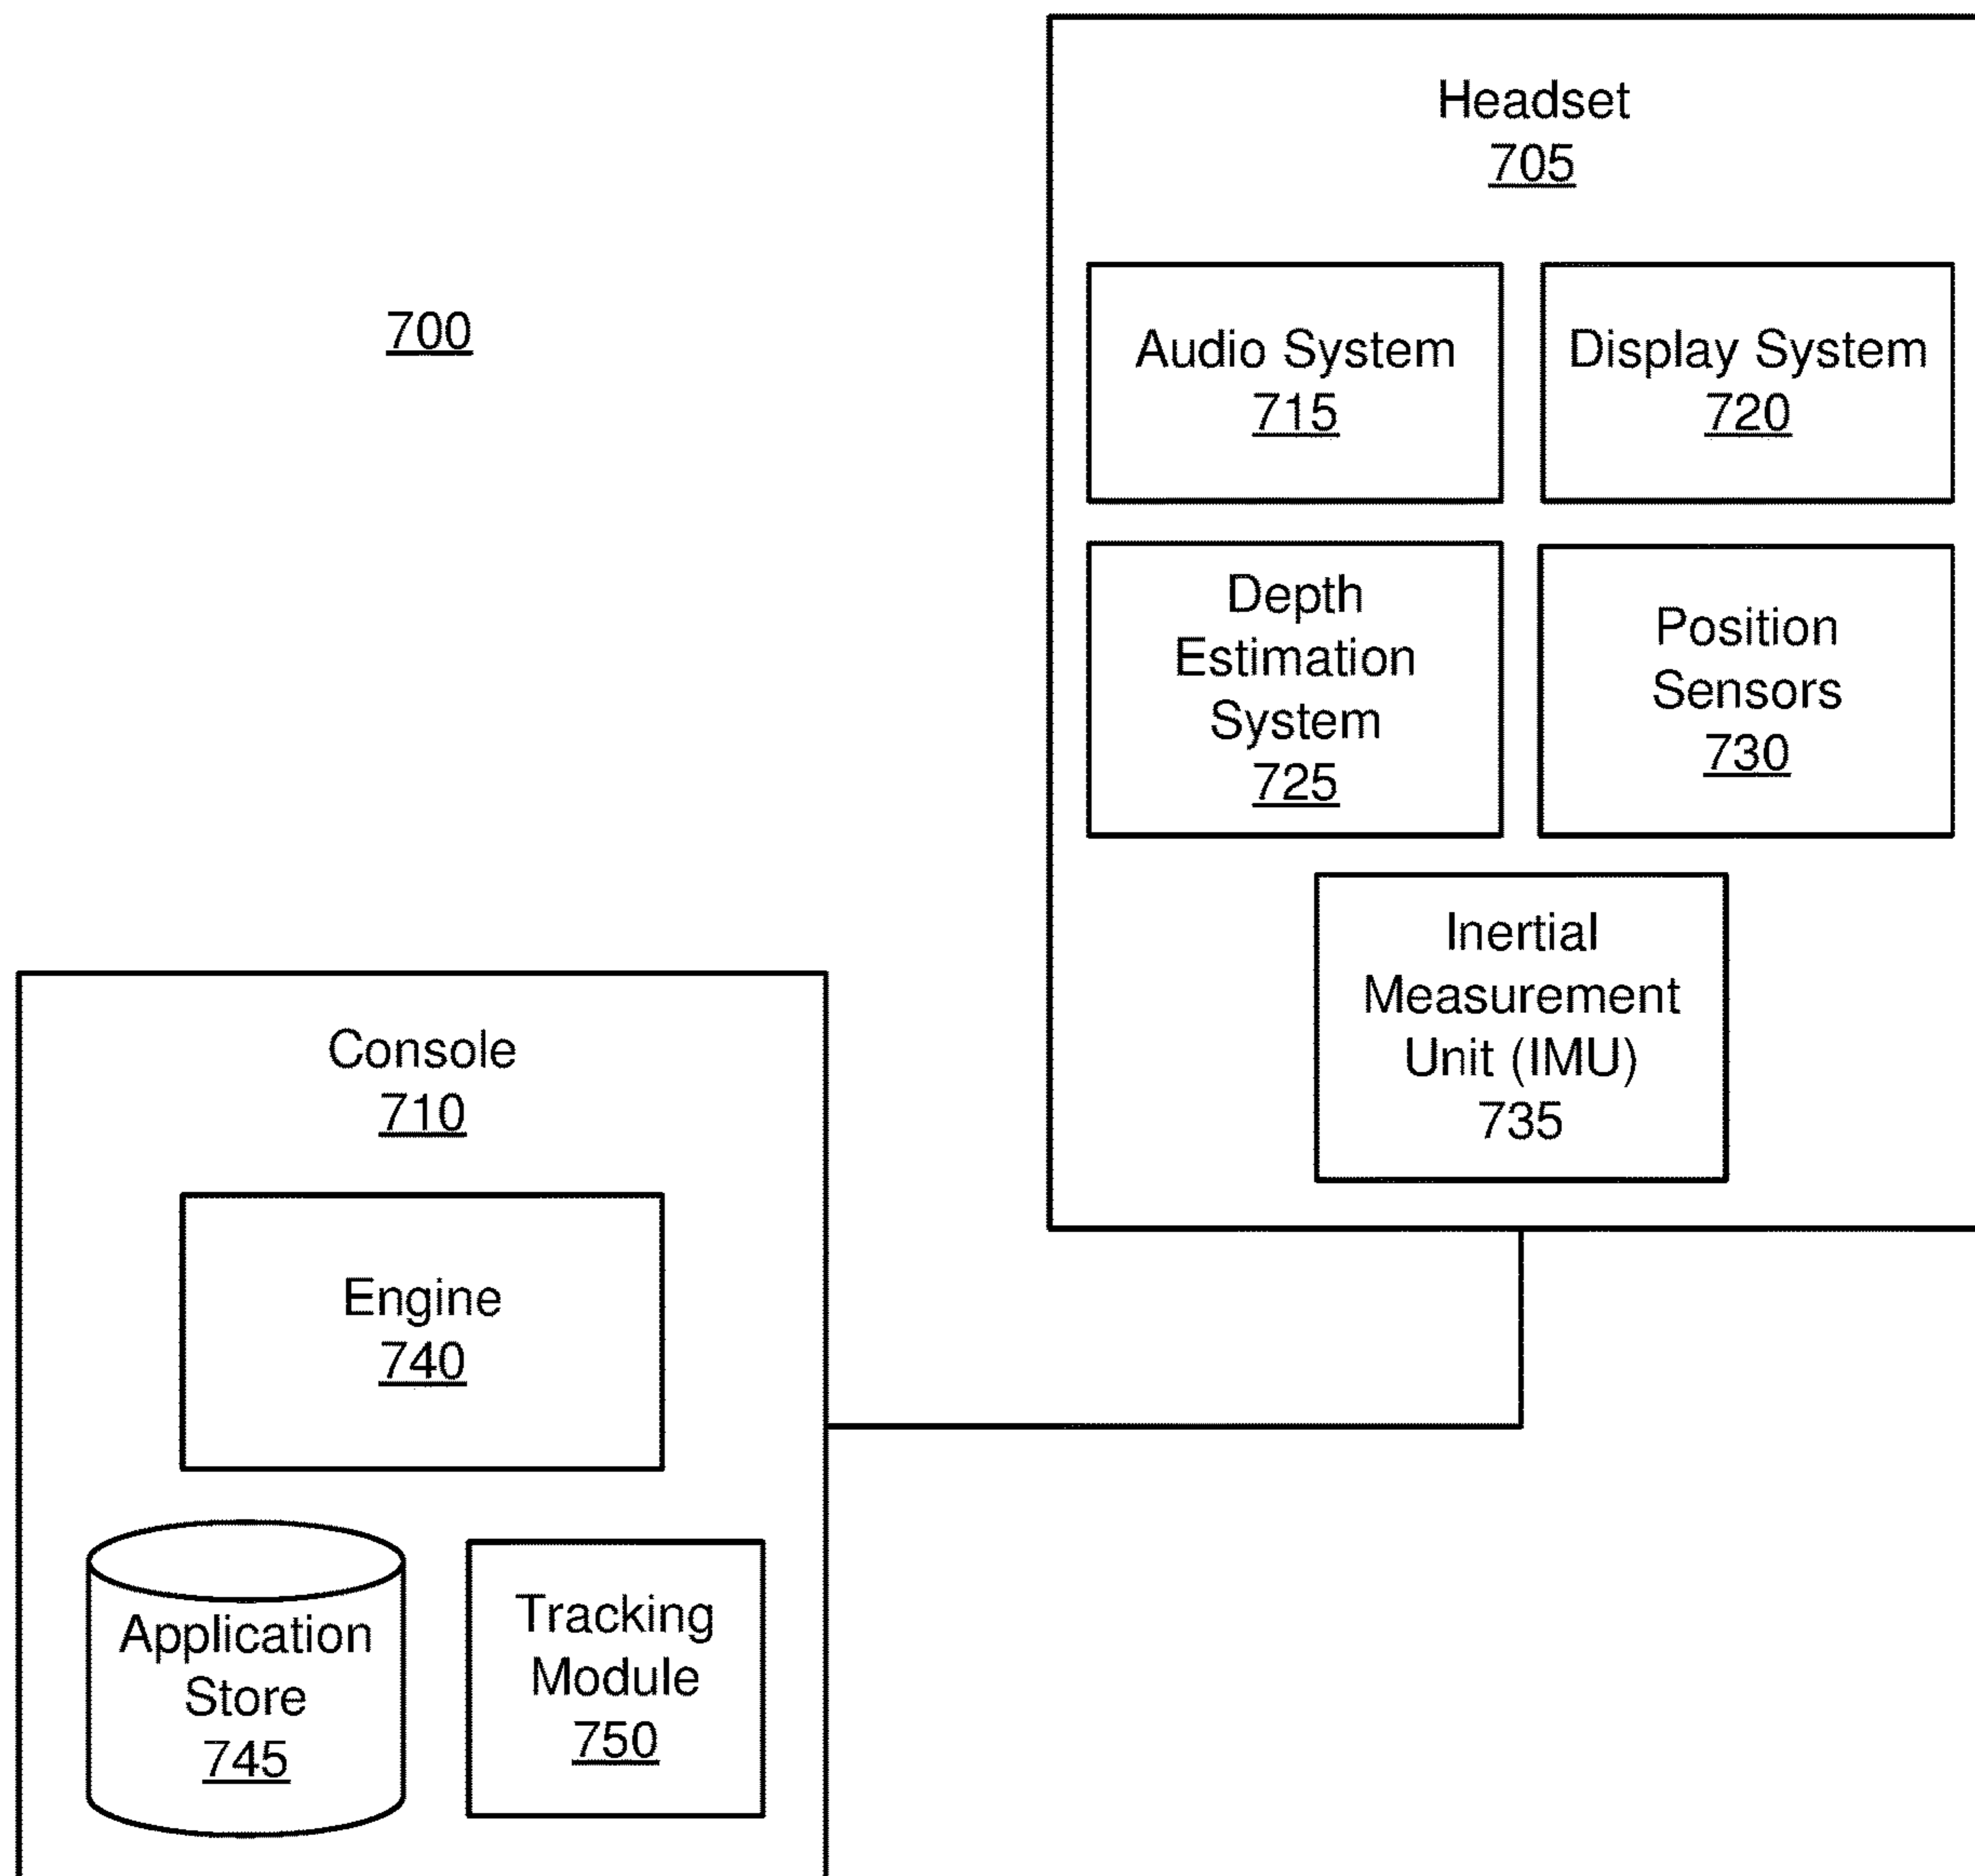 Headset
705
700
Audio System
715
Display System
720
Depth
Estimation
System
725
Position
Sensors
730
Inertial
Measurement
Unit (IMU)
735
Console
710
Engine
740
Application
Store
745
Tracking
Module
750